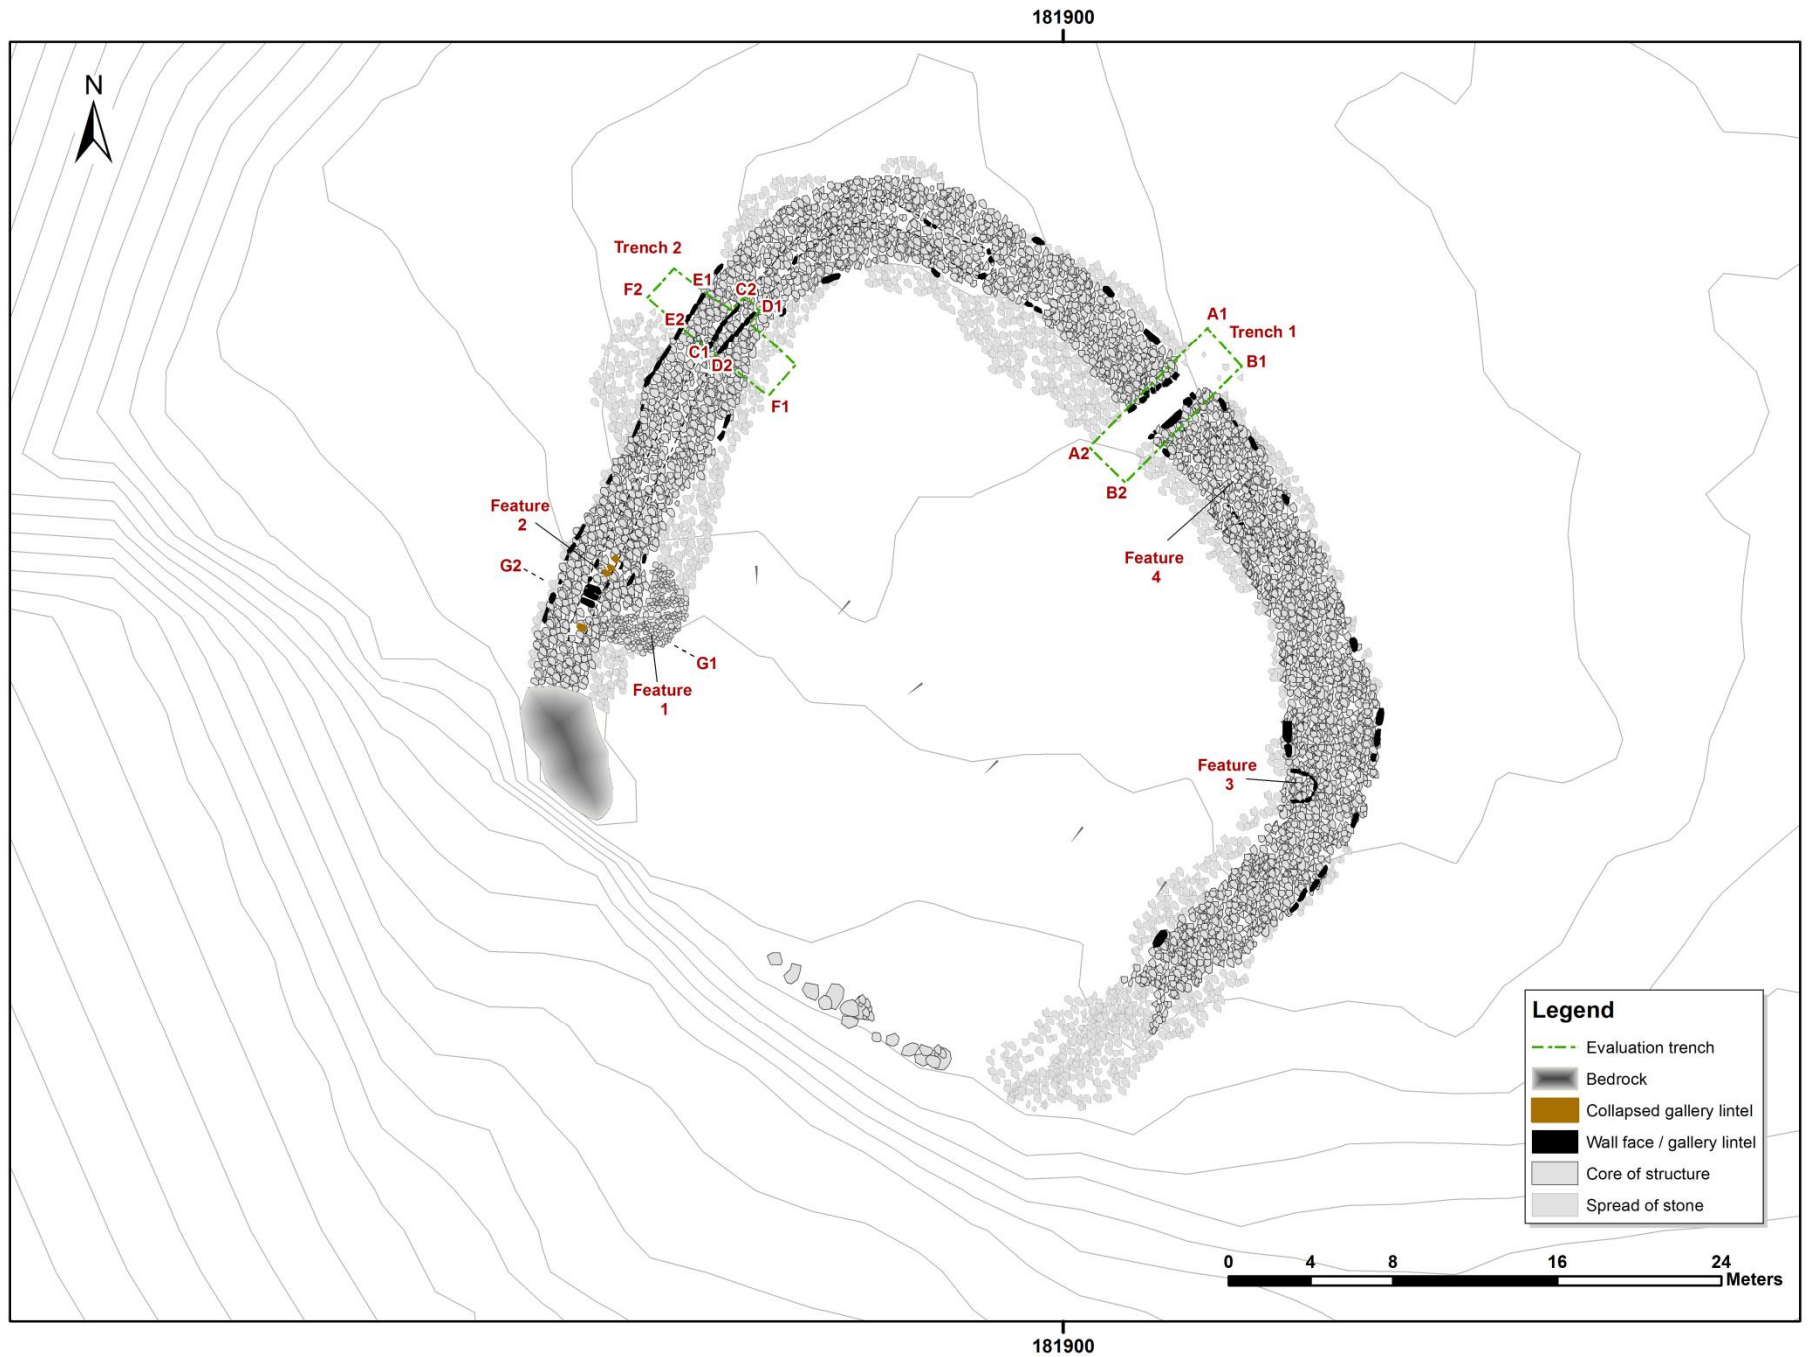 181900
N
Trench 2
F2
E1
C2
D1
E2
C1
D2
F1
A1
Trench 1
B1
A2
B2
Feature
2
G2
Feature
4
G1
Feature
1
Feature
3
Legend
Evaluation trench
Bedrock
Collapsed gallery lintel
Wall face / gallery lintel
Core of structure
Spread of stone
0 4 8 16 24
Meters
181900